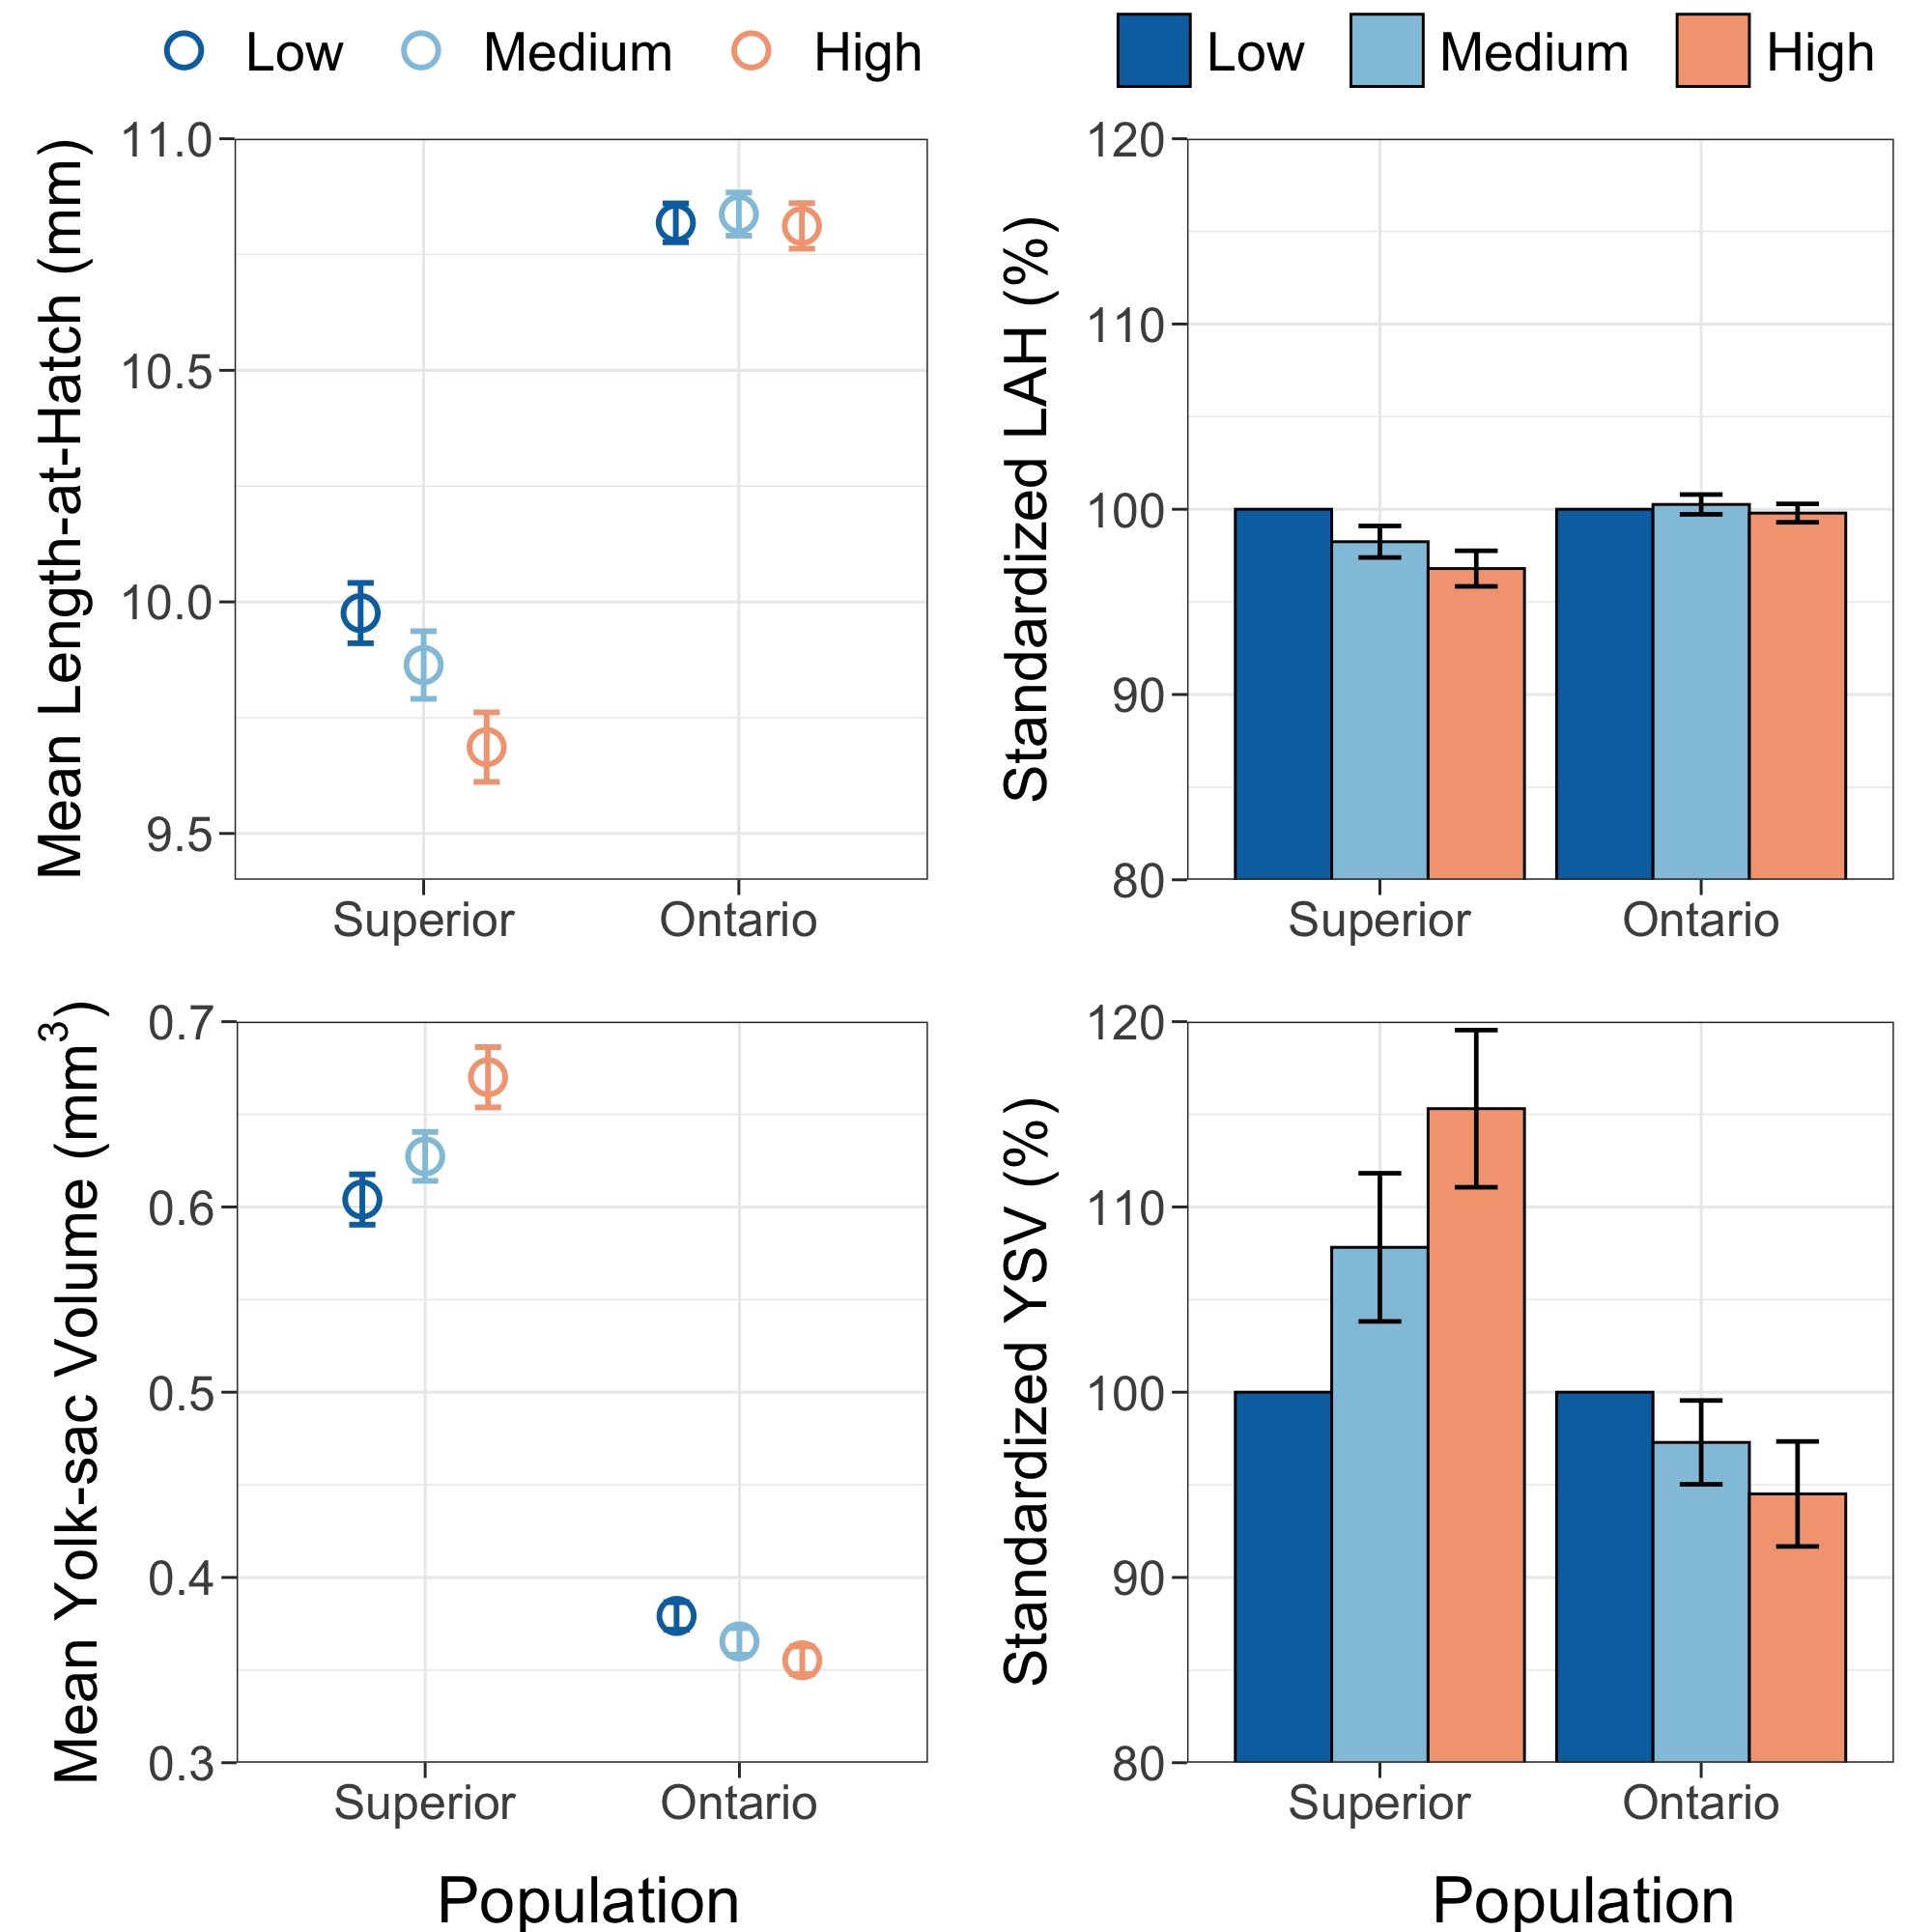 Low Medium High
Low Medium High
Mean Length-at-Hatch (mm)
11.0
10.5
10.0
9.5
Superior Ontario
Standardized LAH (%)
120
110
100
90
80
Superior Ontario
Mean Yolk-sac Volume (mm³)
0.7
0.6
0.5
0.4
0.3
Superior Ontario
Population
Standardized YSV (%)
120
110
100
90
80
Superior Ontario
Population